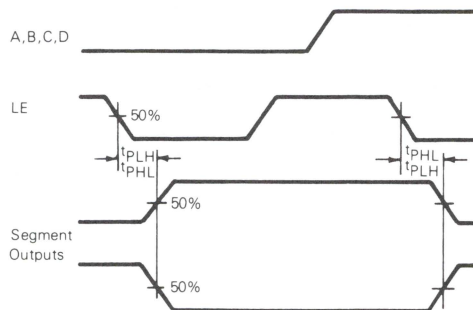 A,B,C,D
LE
50%
tPLH
tPHL
tPHL
tPLH
50%
Segment
Outputs
50%